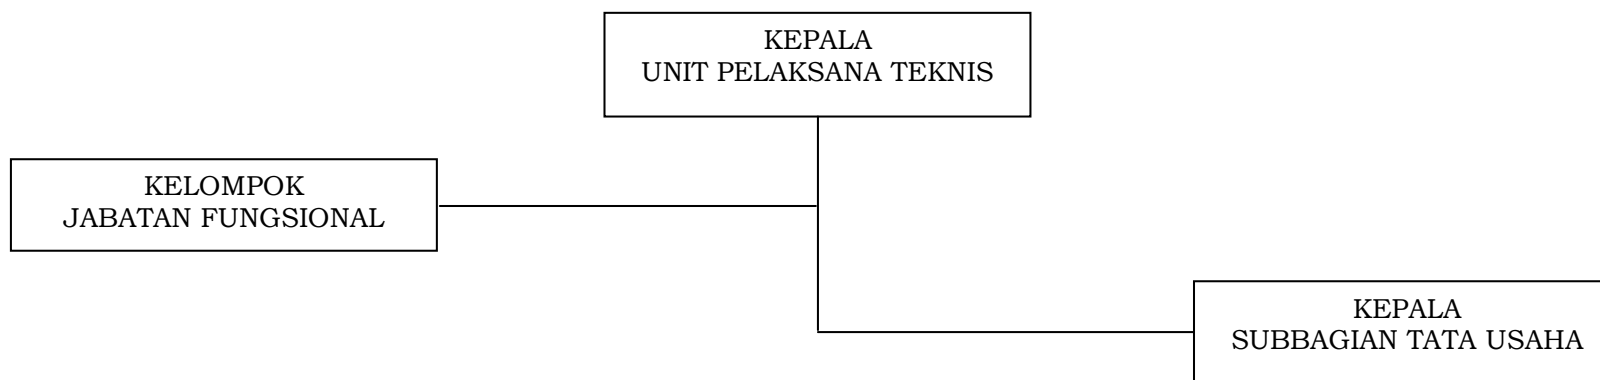 KEPALA
UNIT PELAKSANA TEKNIS
KELOMPOK
JABATAN FUNGSIONAL
KEPALA
SUBBAGIAN TATA USAHA